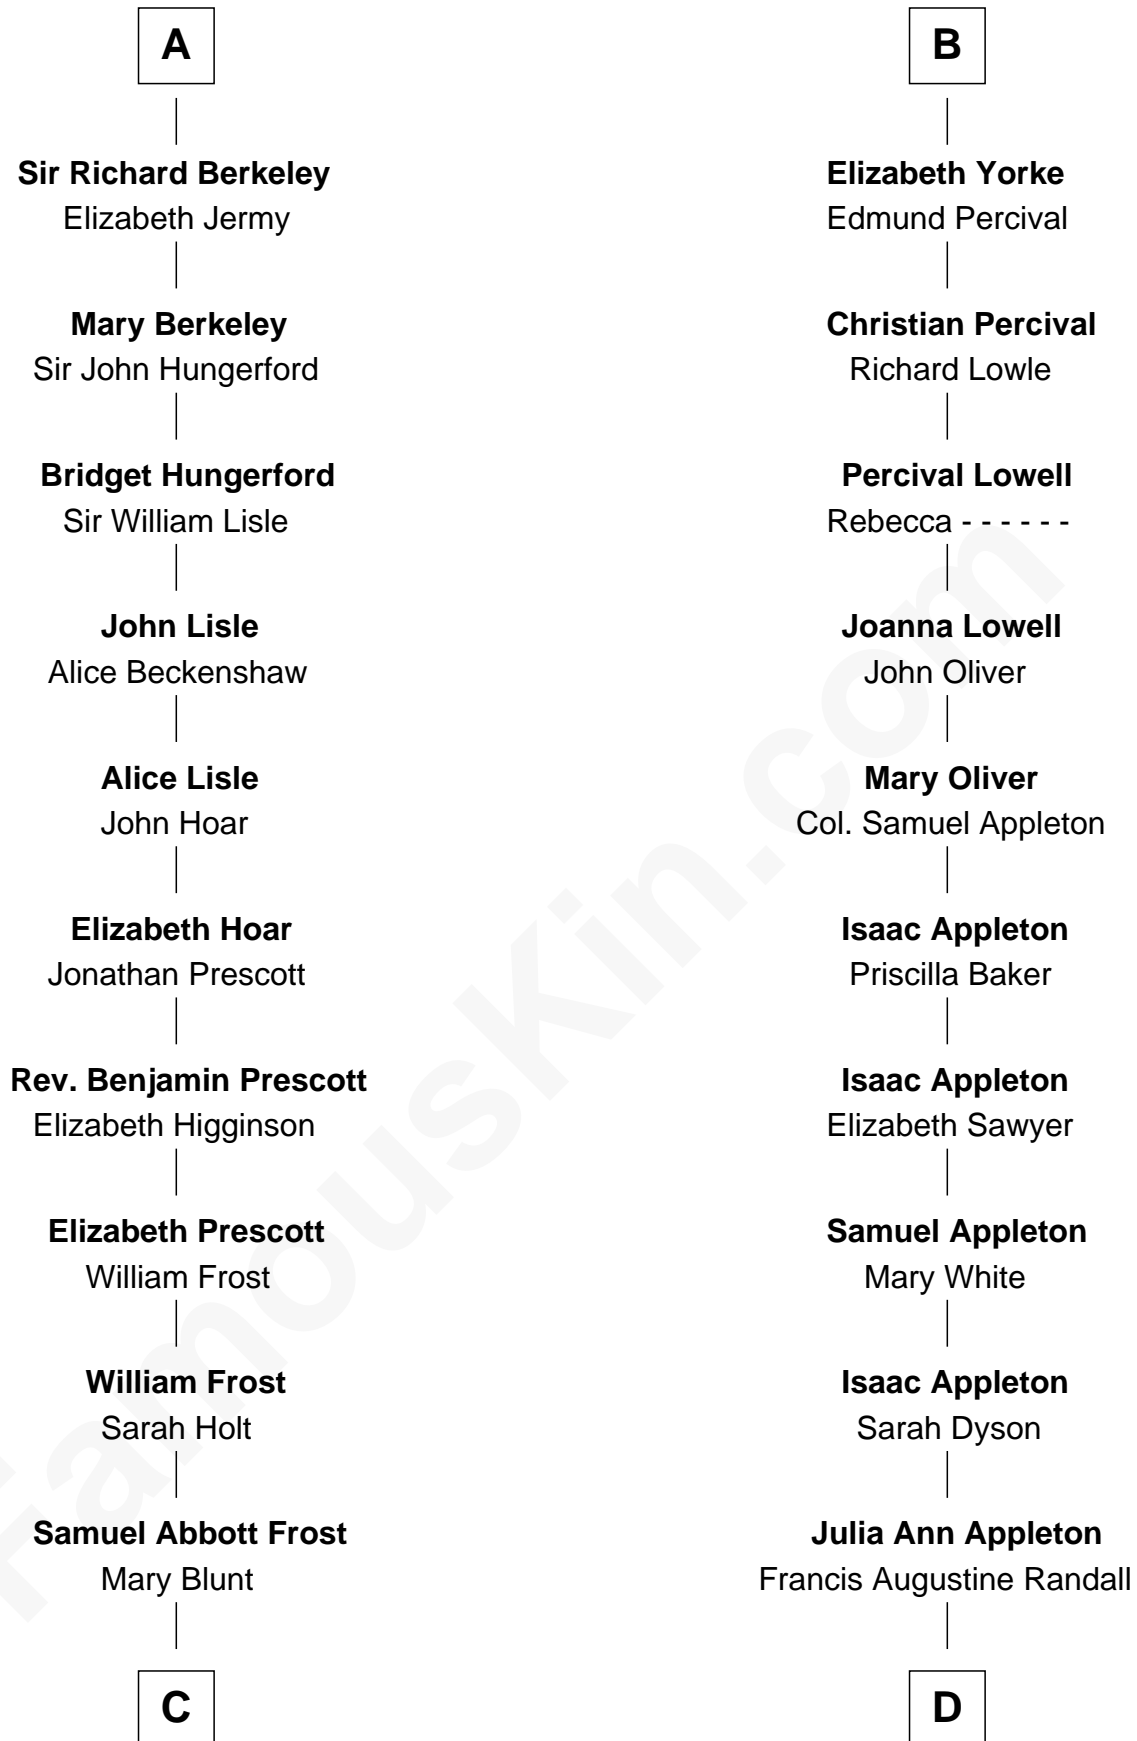 A
Sir Richard Berkeley
Elizabeth Jermy
Mary Berkeley
Sir John Hungerford
Bridget Hungerford
Sir William Lisle
John Lisle
Alice Beckenshaw
Alice Lisle
John Hoar
Elizabeth Hoar
Jonathan Prescott
Rev. Benjamin Prescott
Elizabeth Higginson
Elizabeth Prescott
William Frost
William Frost
Sarah Holt
Samuel Abbott Frost
Mary Blunt
C
B
Elizabeth Yorke
Edmund Percival
Christian Percival
Richard Lowle
Percival Lowell
Rebecca - - - - - -
Joanna Lowell
John Oliver
Mary Oliver
Col. Samuel Appleton
Isaac Appleton
Priscilla Baker
Isaac Appleton
Elizabeth Sawyer
Samuel Appleton
Mary White
Isaac Appleton
Sarah Dyson
Julia Ann Appleton
Francis Augustine Randall
D
FamousKin.com